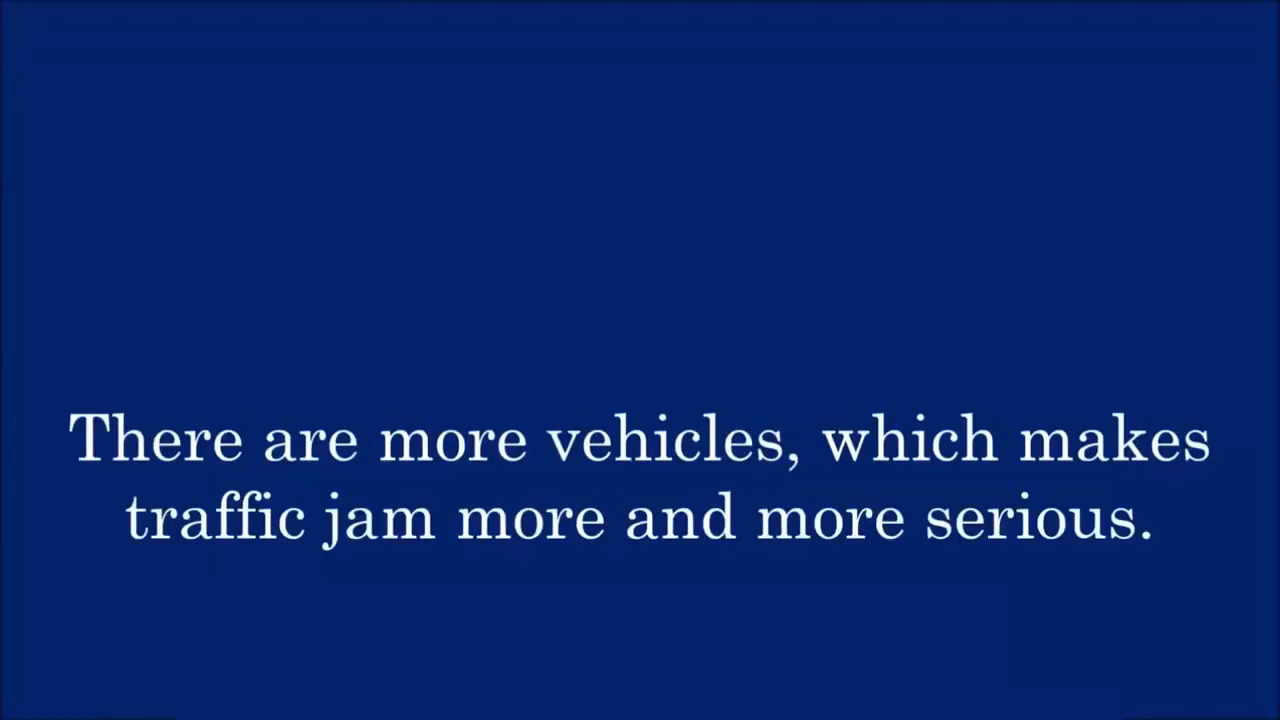 There are more vehicles, which makes
traffic jam more and more serious.